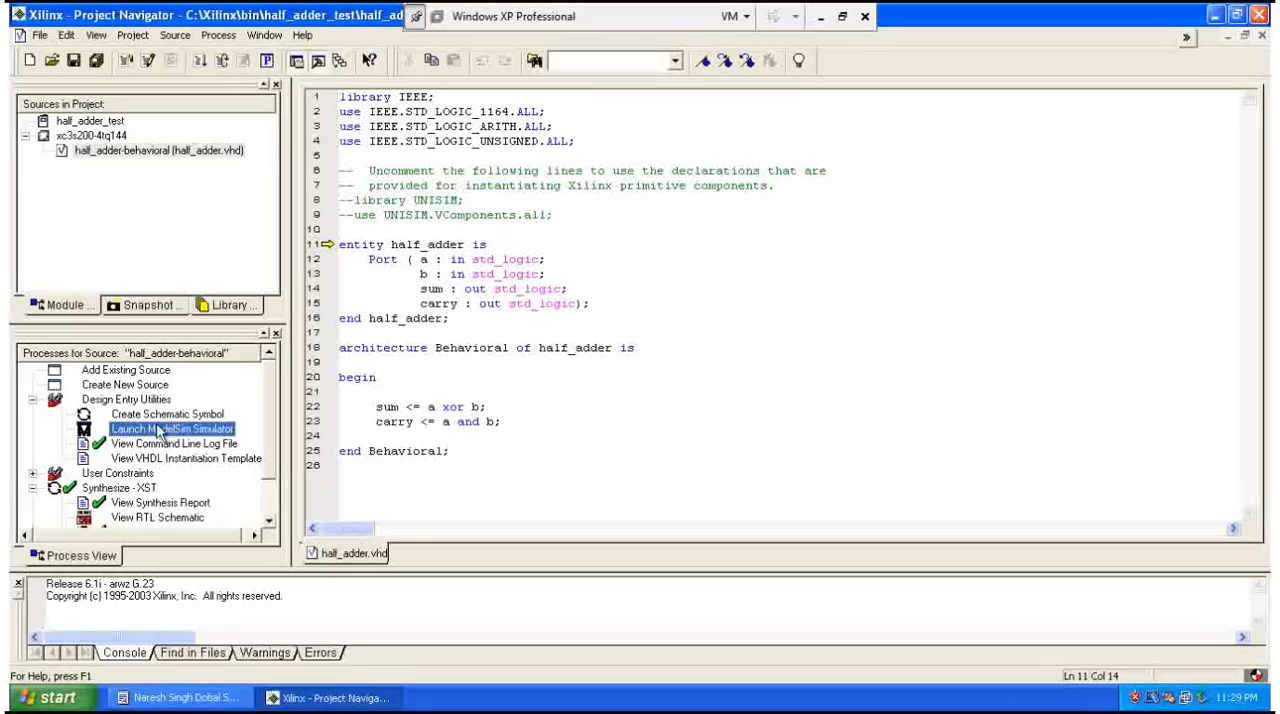 Xilinx - Project Navigator - C:\Xilinx\bin\half_adder_test\half_ad
Windows XP Professional
VM
File Edit View Project Source Process Window Help
»
Sources in Project:
half_adder_test
xc3s200-4tq144
half_adder-behavioral (half_adder.vhd)
Module ... Snapshot ... Library ...
Processes for Source: "half_adder-behavioral"
Add Existing Source
Create New Source
Design Entry Utilities
Create Schematic Symbol
Launch ModelSim Simulator
View Command Line Log File
View VHDL Instantiation Template
User Constraints
Synthesize - XST
View Synthesis Report
View RTL Schematic
Process View
1 library IEEE;
2 use IEEE.STD_LOGIC_1164.ALL;
3 use IEEE.STD_LOGIC_ARITH.ALL;
4 use IEEE.STD_LOGIC_UNSIGNED.ALL;
5
6 -- Uncomment the following lines to use the declarations that are
7 -- provided for instantiating Xilinx primitive components.
8 --library UNISIM;
9 --use UNISIM.VComponents.all;
10
11 entity half_adder is
12 Port ( a : in std_logic;
13 b : in std_logic;
14 sum : out std_logic;
15 carry : out std_logic);
16 end half_adder;
17
18 architecture Behavioral of half_adder is
19
20 begin
21
22 sum <= a xor b;
23 carry <= a and b;
24
25 end Behavioral;
26
half_adder.vhd
Release 6.1i - arwz G.23
Copyright (c) 1995-2003 Xilinx, Inc. All rights reserved.
Console Find in Files Warnings Errors
For Help, press F1
Ln 11 Col 14
start
Naresh Singh Dobal S...
Xilinx - Project Naviga...
11:29 PM